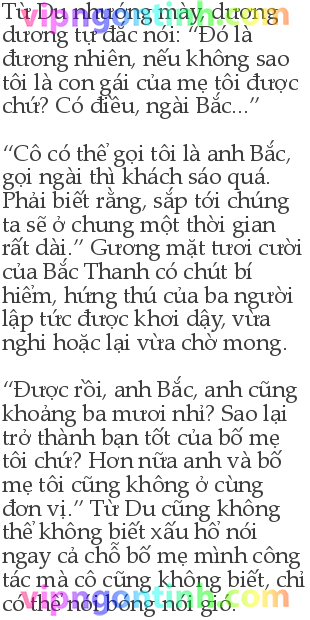 Từ Du nhướng mày, dương
dương tự đắc nói: “Đó là
đương nhiên, nếu không sao
tôi là con gái của mẹ tôi được
chứ? Có điều, ngài Bắc...”
“Cô có thể gọi tôi là anh Bắc,
gọi ngài thì khách sáo quá.
Phải biết rằng, sắp tới chúng
ta sẽ ở chung một thời gian
rất dài.” Gương mặt tươi cười
của Bắc Thanh có chút bí
hiểm, hứng thú của ba người
lập tức được khơi dậy, vừa
nghi hoặc lại vừa chờ mong.
“Được rồi, anh Bắc, anh cũng
khoảng ba mươi nhỉ? Sao lại
trở thành bạn tốt của bố mẹ
tôi chứ? Hơn nữa anh và bố
mẹ tôi cũng không ở cùng
đơn vị.” Từ Du cũng không
thể không biết xấu hổ nói
ngay cả chỗ bố mẹ mình công
tác mà cô cũng không biết, chỉ
có thể nói bóng nói gió.
vipngontinh.com
vipngontinh.com